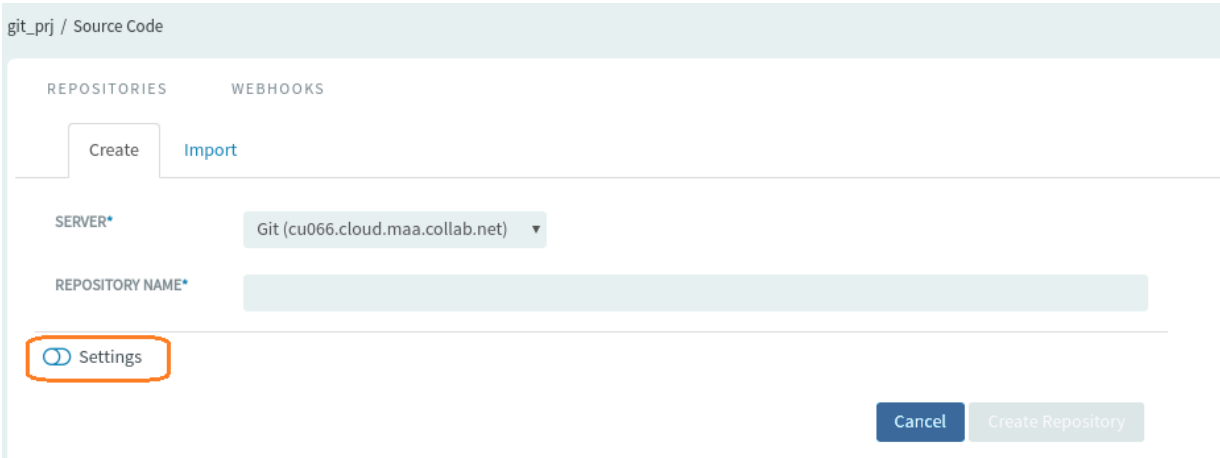 git_prj / Source Code
REPOSITORIES WEBHOOKS
Create Import
SERVER* Git (cu066.cloud.maa.collab.net)
REPOSITORY NAME*
Settings
Cancel Create Repository